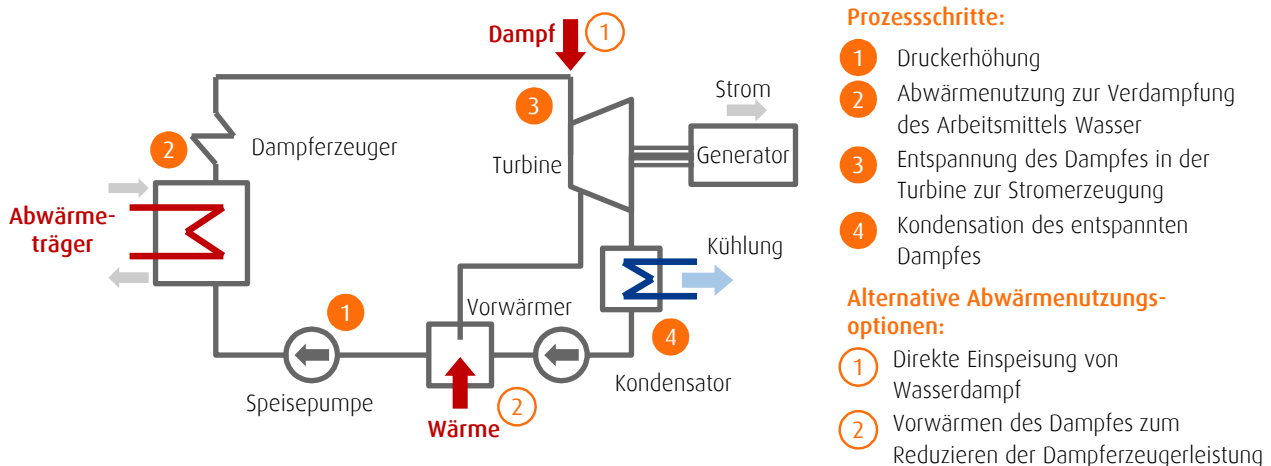 Dampf 1
3
Strom
2
Dampferzeuger
Turbine
Generator
Abwärme-
träger
Kühlung
1
Vorwärmer
4
Speisepumpe
2
Kondensator
Wärme
Prozessschritte:
1 Druckerhöhung
2 Abwärmenutzung zur Verdampfung
des Arbeitsmittels Wasser
3 Entspannung des Dampfes in der
Turbine zur Stromerzeugung
4 Kondensation des entspannten
Dampfes
Alternative Abwärmenutzungs-
optionen:
1 Direkte Einspeisung von
Wasserdampf
2 Vorwärmen des Dampfes zum
Reduzieren der Dampferzeugerleistung